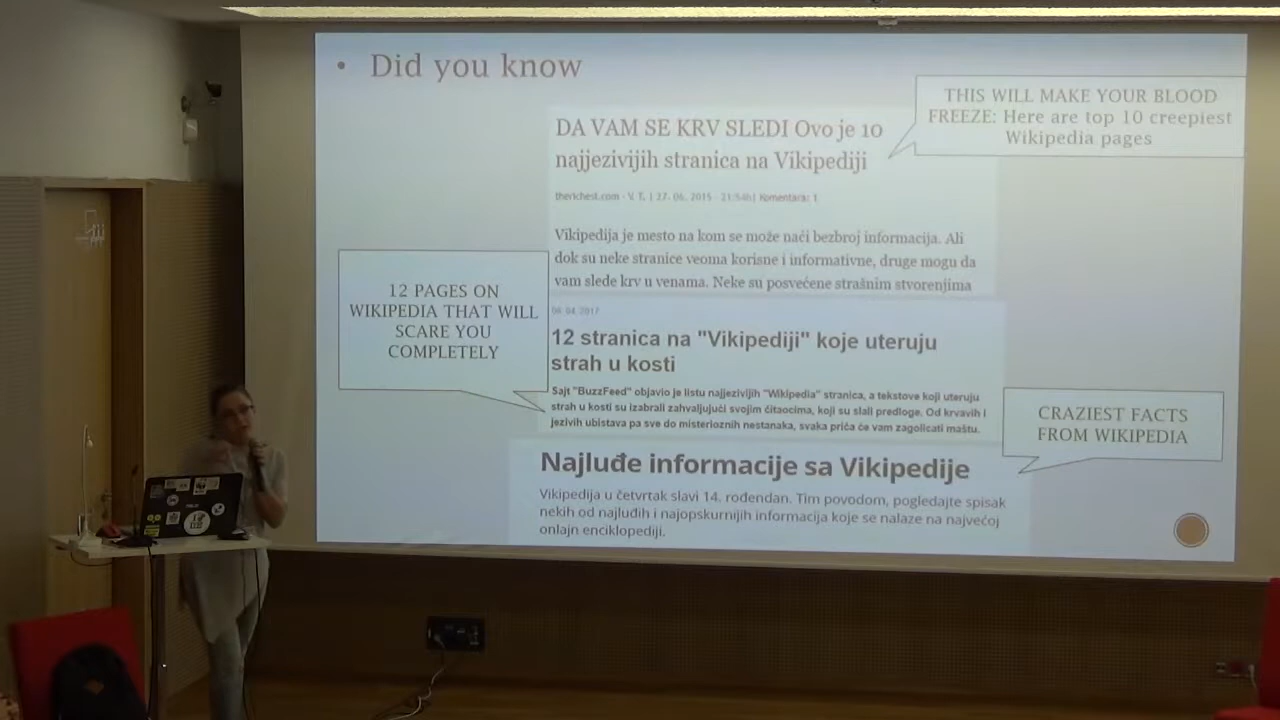 • Did you know
THIS WILL MAKE YOUR BLOOD
FREEZE: Here are top 10 creepiest
Wikipedia pages
DA VAM SE KRV SLEDI Ovo je 10
najjezivijih stranica na Vikipediji
therichest.com - V. T. | 27. 06. 2015 - 21:54h | Komentara: 1
Vikipedija je mesto na kom se može naći bezbroj informacija. Ali
dok su neke stranice veoma korisne i informativne, druge mogu da
vam slede krv u venama. Neke su posvećene strašnim stvorenjima
12 PAGES ON
WIKIPEDIA THAT WILL
SCARE YOU
COMPLETELY
04. 2017
12 stranica na "Vikipediji" koje uteruju
strah u kosti
Sajt "BuzzFeed" objavio je listu najjezivijih "Wikipedia" stranica, a tekstove koji uteruju
strah u kosti su izabrali zahvaljujući svojim čitaocima, koji su slali predloge. Od krvavih i
jezivih ubistava pa sve do misterioznih nestanaka, svaka priča će vam zagolicati maštu.
CRAZIEST FACTS
FROM WIKIPEDIA
Najluđe informacije sa Vikipedije
Vikipedija u četvrtak slavi 14. rođendan. Tim povodom, pogledajte spisak
nekih od najluđih i najopskurnijih informacija koje se nalaze na najvećoj
onlajn enciklopediji.